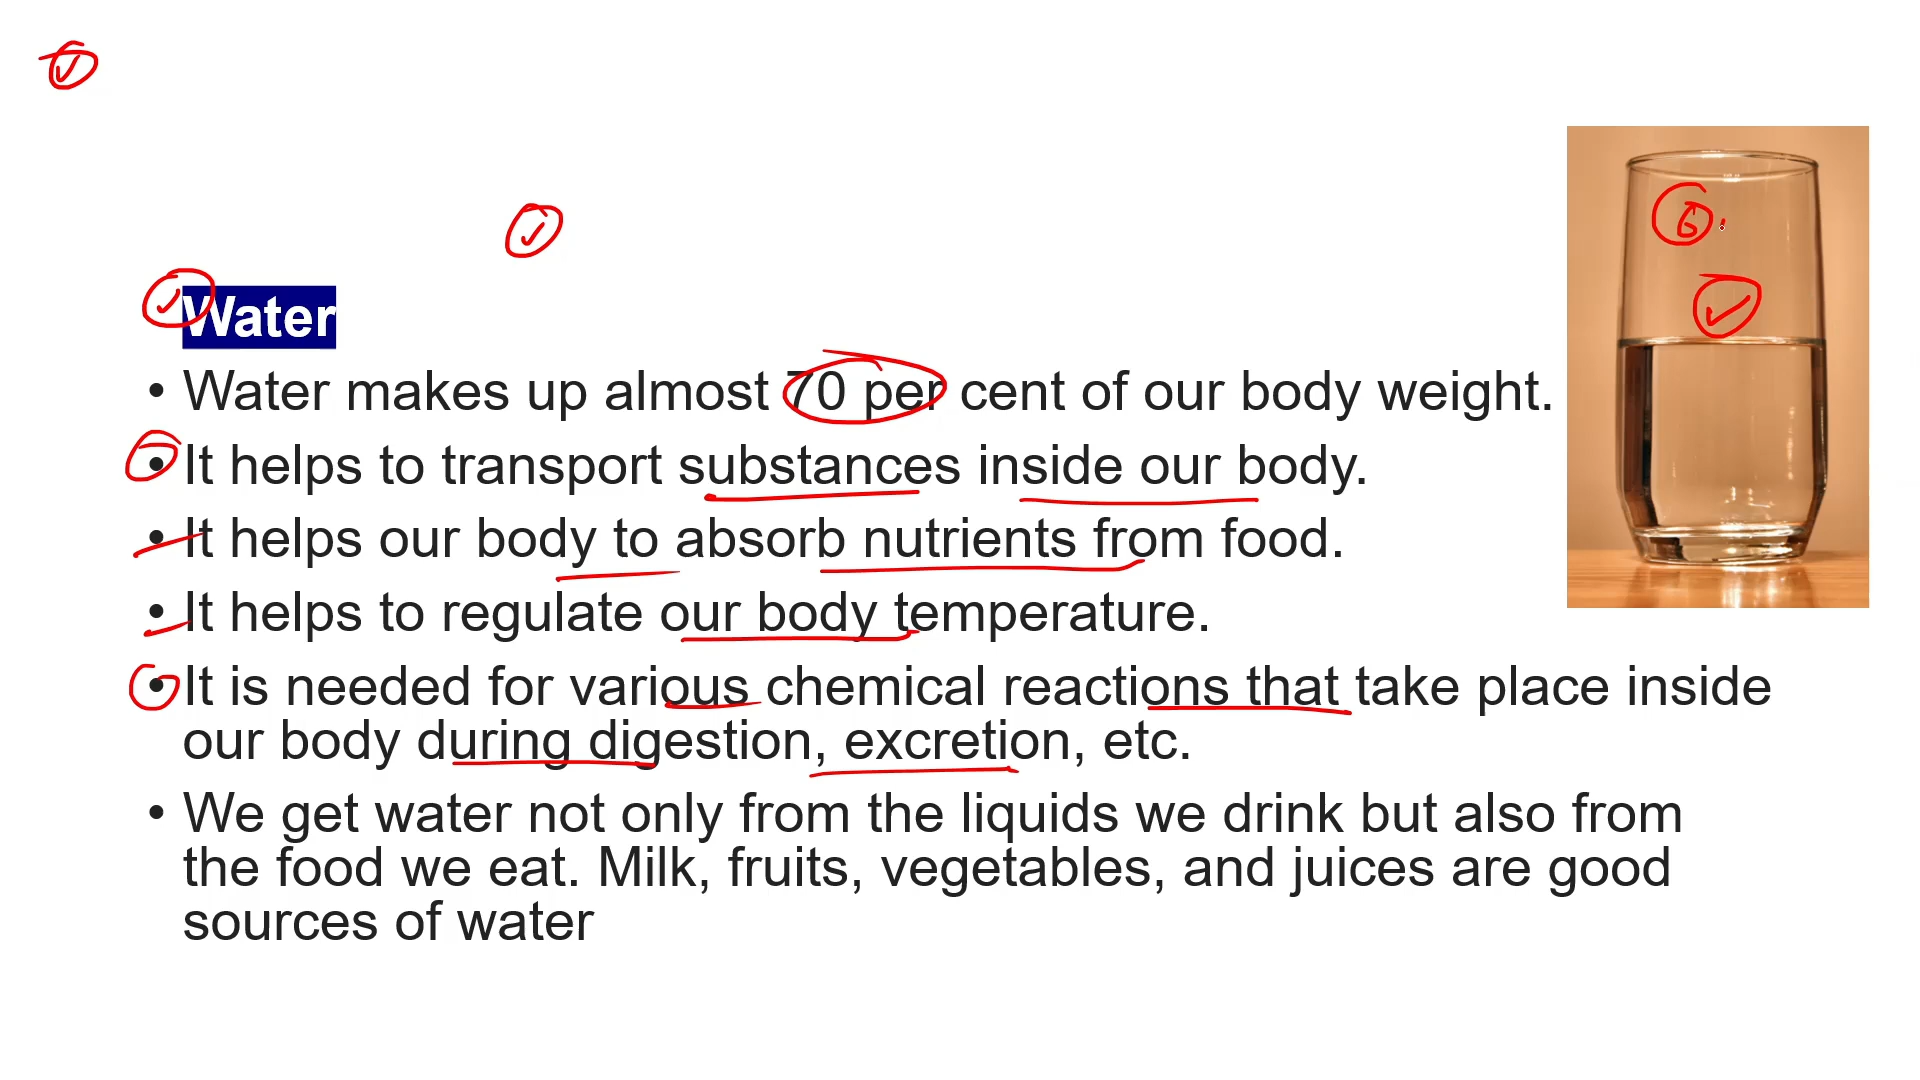 Water
• Water makes up almost 70 per cent of our body weight.
• It helps to transport substances inside our body.
• It helps our body to absorb nutrients from food.
• It helps to regulate our body temperature.
• It is needed for various chemical reactions that take place inside
our body during digestion, excretion, etc.
• We get water not only from the liquids we drink but also from
the food we eat. Milk, fruits, vegetables, and juices are good
sources of water